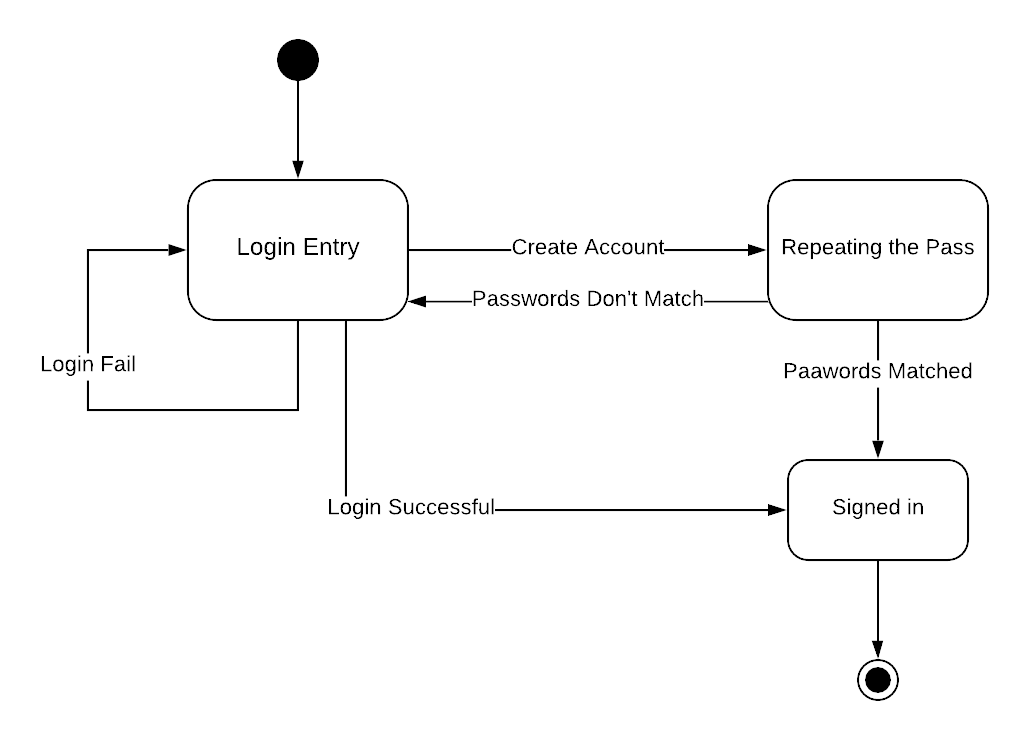 Login Entry
Create Account
Repeating the Pass
Passwords Don't Match
Login Fail
Paawords Matched
Login Successful
Signed in